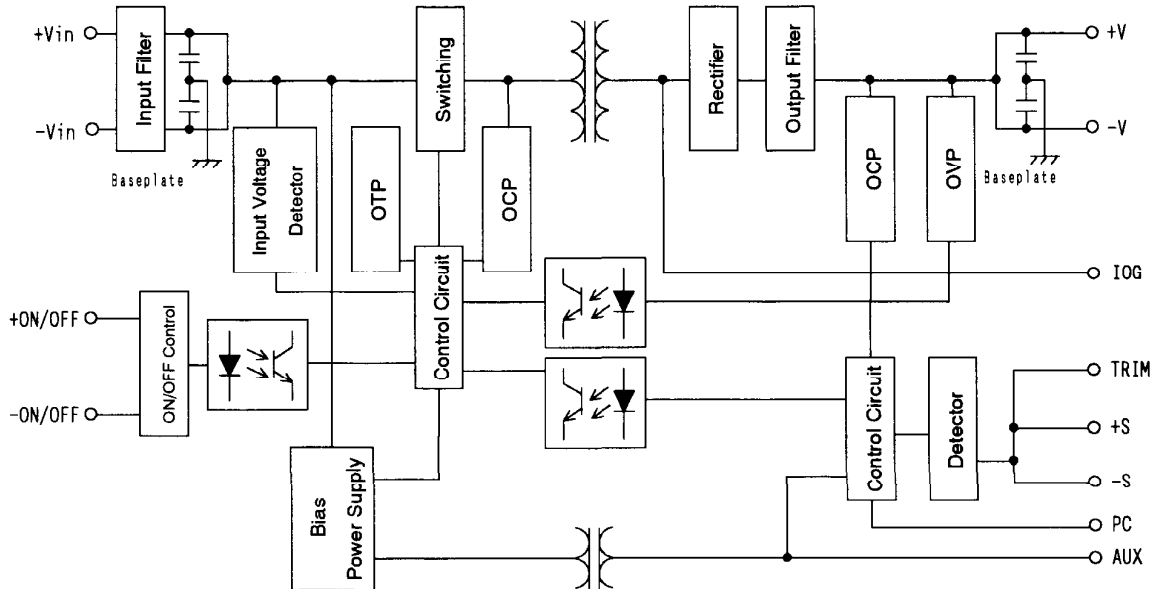 +Vin
-Vin
Input Filter
Baseplate
Input Voltage
Detector
OTP
Switching
OCP
Control Circuit
Rectifier
Output Filter
OCP
OVP
Baseplate
+V
-V
IOG
+ON/OFF
-ON/OFF
ON/OFF Control
Bias
Power Supply
Control Circuit
Detector
TRIM
+S
-S
PC
AUX